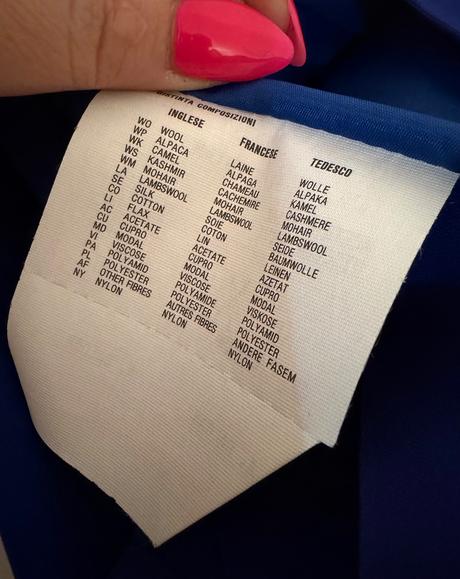 DISTINTA COMPOSIZIONI
INGLESE FRANCESE TEDESCO
WO WOOL LAINE WOLLE
WP ALPACA ALPAGA ALPAKA
WK CAMEL CHAMEAU KAMEL
WS KASHMIR CACHEMIRE CASHMERE
WM MOHAIR MOHAIR MOHAIR
LA LAMBSWOOL LAMBSWOOL LAMBSWOOL
SE SILK SOIE SEIDE
CO COTTON COTON BAUMWOLLE
LI FLAX LIN LEINEN
AC ACETATE ACETATE AZETAT
CU CUPRO CUPRO CUPRO
MD MODAL MODAL MODAL
VI VISCOSE VISCOSE VISKOSE
PA POLYAMID POLYAMIDE POLYAMID
PL POLYESTER POLYESTER POLYESTER
AF OTHER FIBRES AUTRES FIBRES ANDERE FASEM
NY NYLON NYLON NYLON